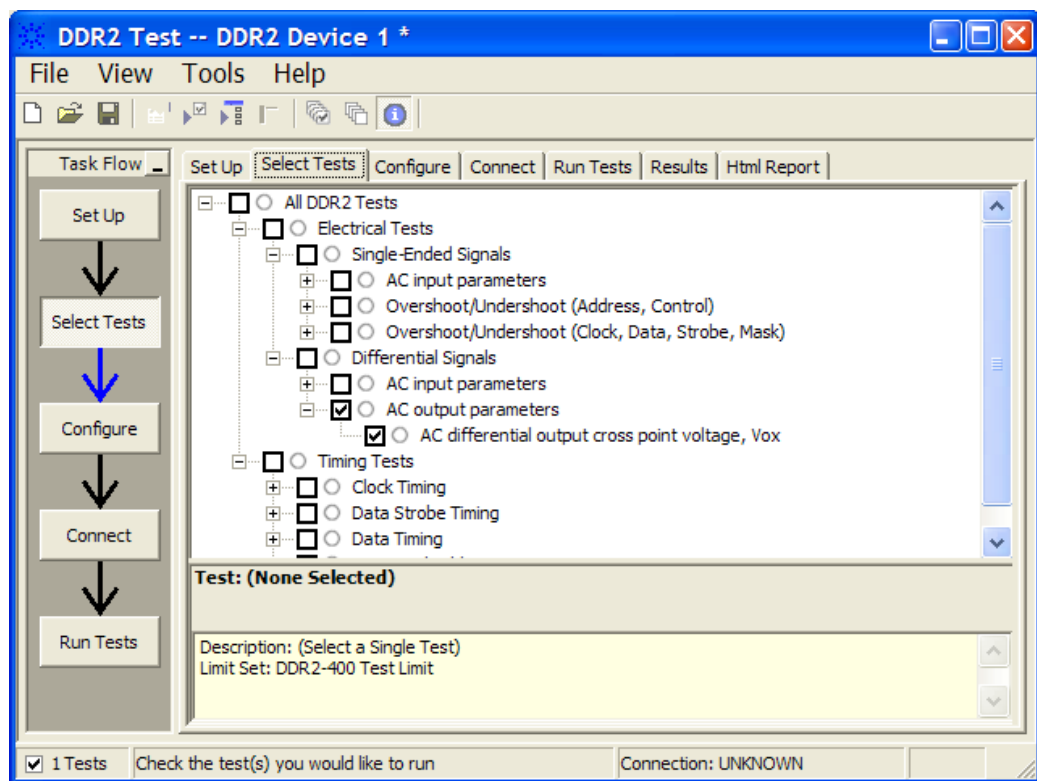 DDR2 Test -- DDR2 Device 1 *
File View Tools Help
Task Flow
Set Up
Select Tests
Configure
Connect
Run Tests
Set Up Select Tests Configure Connect Run Tests Results Html Report
All DDR2 Tests
Electrical Tests
Single-Ended Signals
AC input parameters
Overshoot/Undershoot (Address, Control)
Overshoot/Undershoot (Clock, Data, Strobe, Mask)
Differential Signals
AC input parameters
AC output parameters
AC differential output cross point voltage, Vox
Timing Tests
Clock Timing
Data Strobe Timing
Data Timing
Test: (None Selected)
Description: (Select a Single Test)
Limit Set: DDR2-400 Test Limit
1 Tests Check the test(s) you would like to run Connection: UNKNOWN